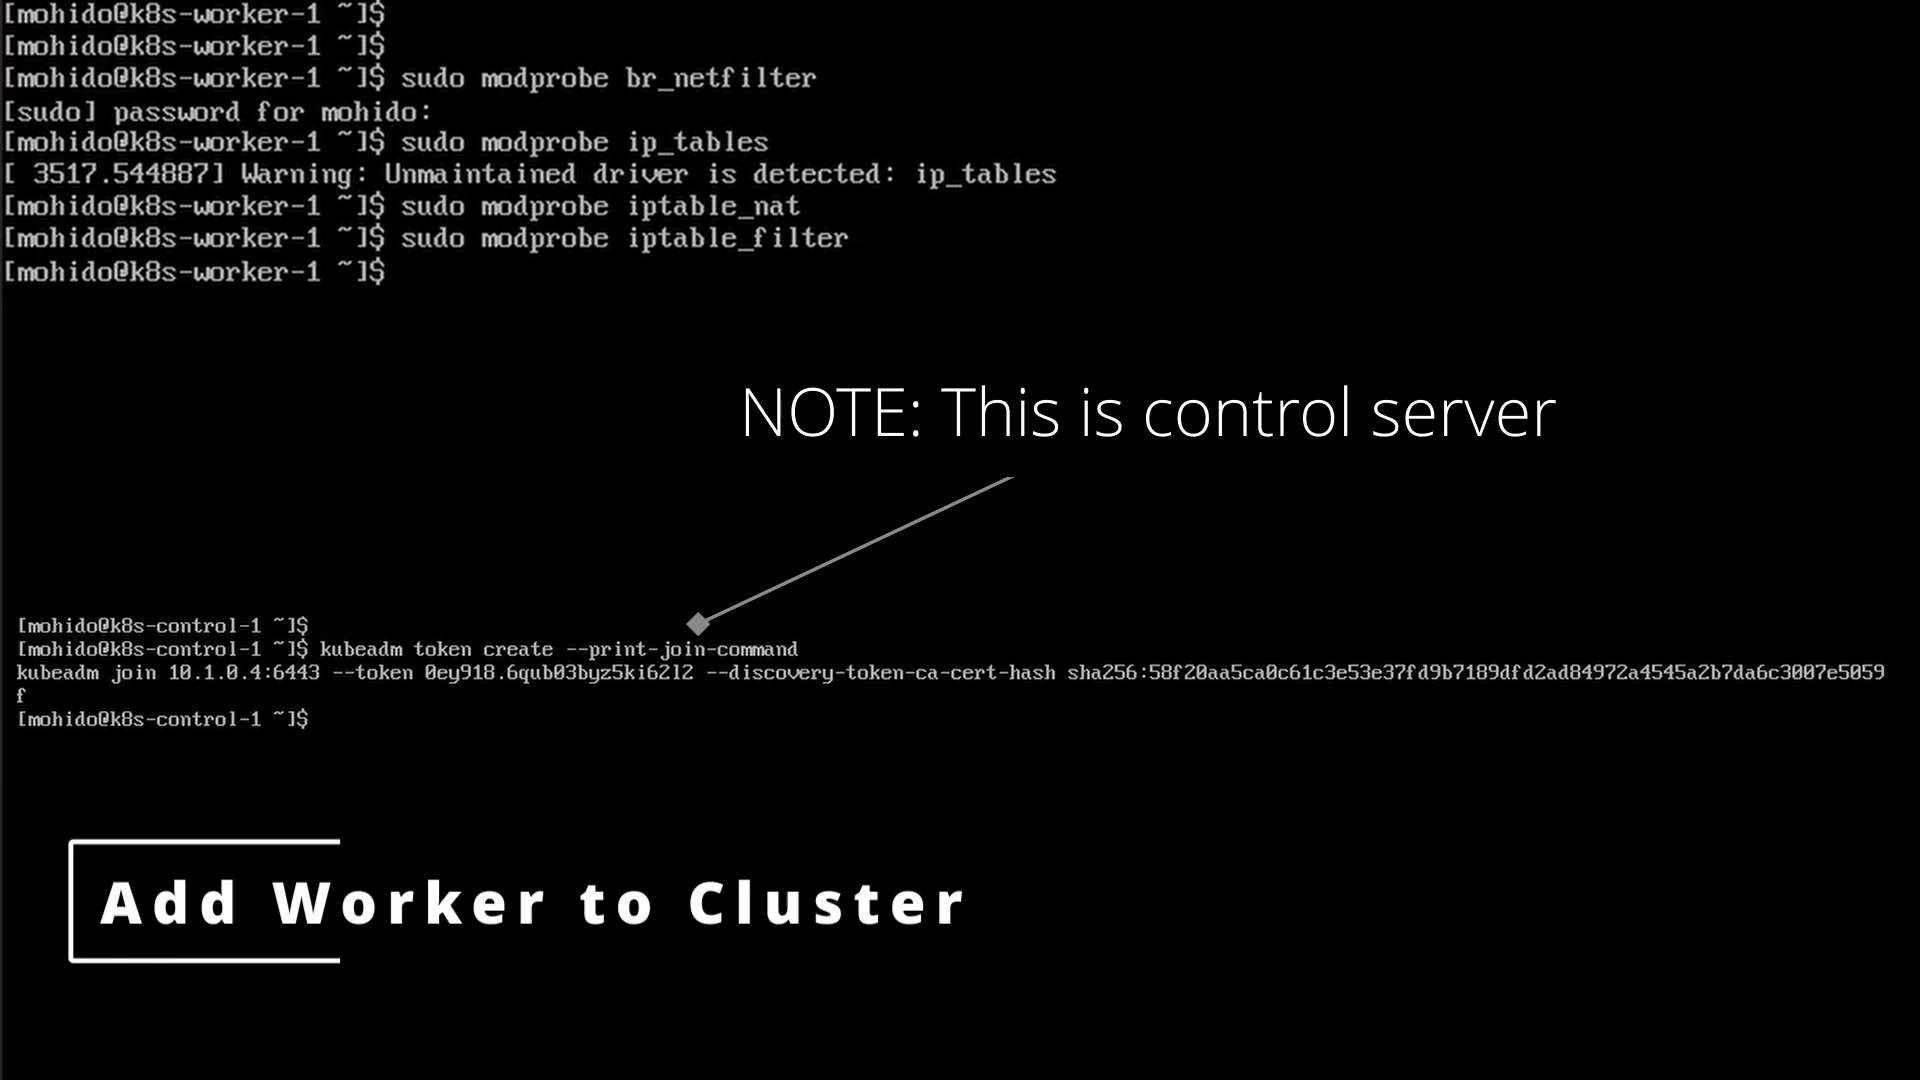 [mohido@k8s-worker-1 ~]$
[mohido@k8s-worker-1 ~]$
[mohido@k8s-worker-1 ~]$ sudo modprobe br_netfilter
[sudo] password for mohido:
[mohido@k8s-worker-1 ~]$ sudo modprobe ip_tables
[ 3517.544887] Warning: Unmaintained driver is detected: ip_tables
[mohido@k8s-worker-1 ~]$ sudo modprobe iptable_nat
[mohido@k8s-worker-1 ~]$ sudo modprobe iptable_filter
[mohido@k8s-worker-1 ~]$
NOTE: This is control server
[mohido@k8s-control-1 ~]$
[mohido@k8s-control-1 ~]$ kubeadm token create --print-join-command
kubeadm join 10.1.0.4:6443 --token 0ey918.6qub03byz5ki62l2 --discovery-token-ca-cert-hash sha256:58f20aa5ca0c61c3e53e37fd9b7189dfd2ad84972a4545a2b7da6c3007e5059
f
[mohido@k8s-control-1 ~]$
Add Worker to Cluster